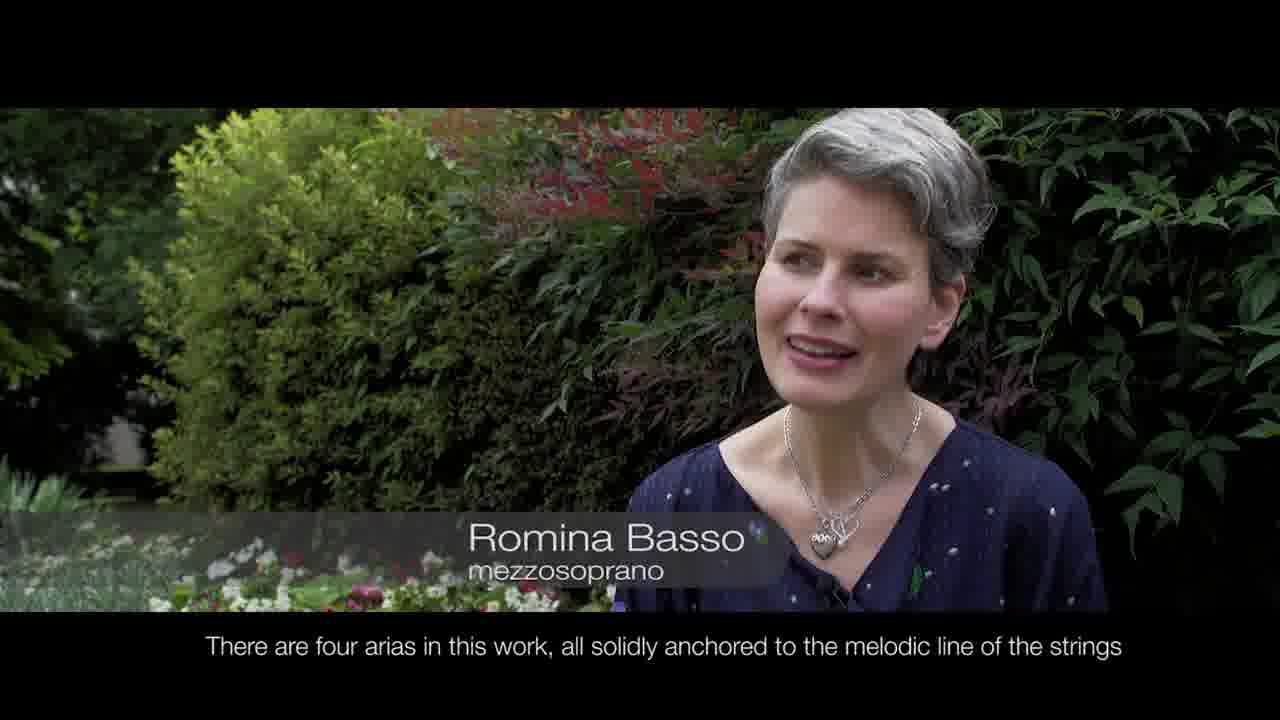 Romina Basso
mezzosoprano
There are four arias in this work, all solidly anchored to the melodic line of the strings